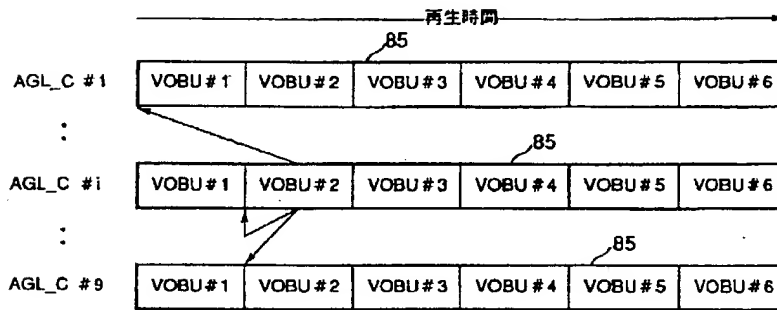 再生時間
85
AGL_C #1 VOBU#1 VOBU#2 VOBU#3 VOBU#4 VOBU#5 VOBU#6
85
AGL_C #i VOBU#1 VOBU#2 VOBU#3 VOBU#4 VOBU#5 VOBU#6
85
AGL_C #9 VOBU#1 VOBU#2 VOBU#3 VOBU#4 VOBU#5 VOBU#6